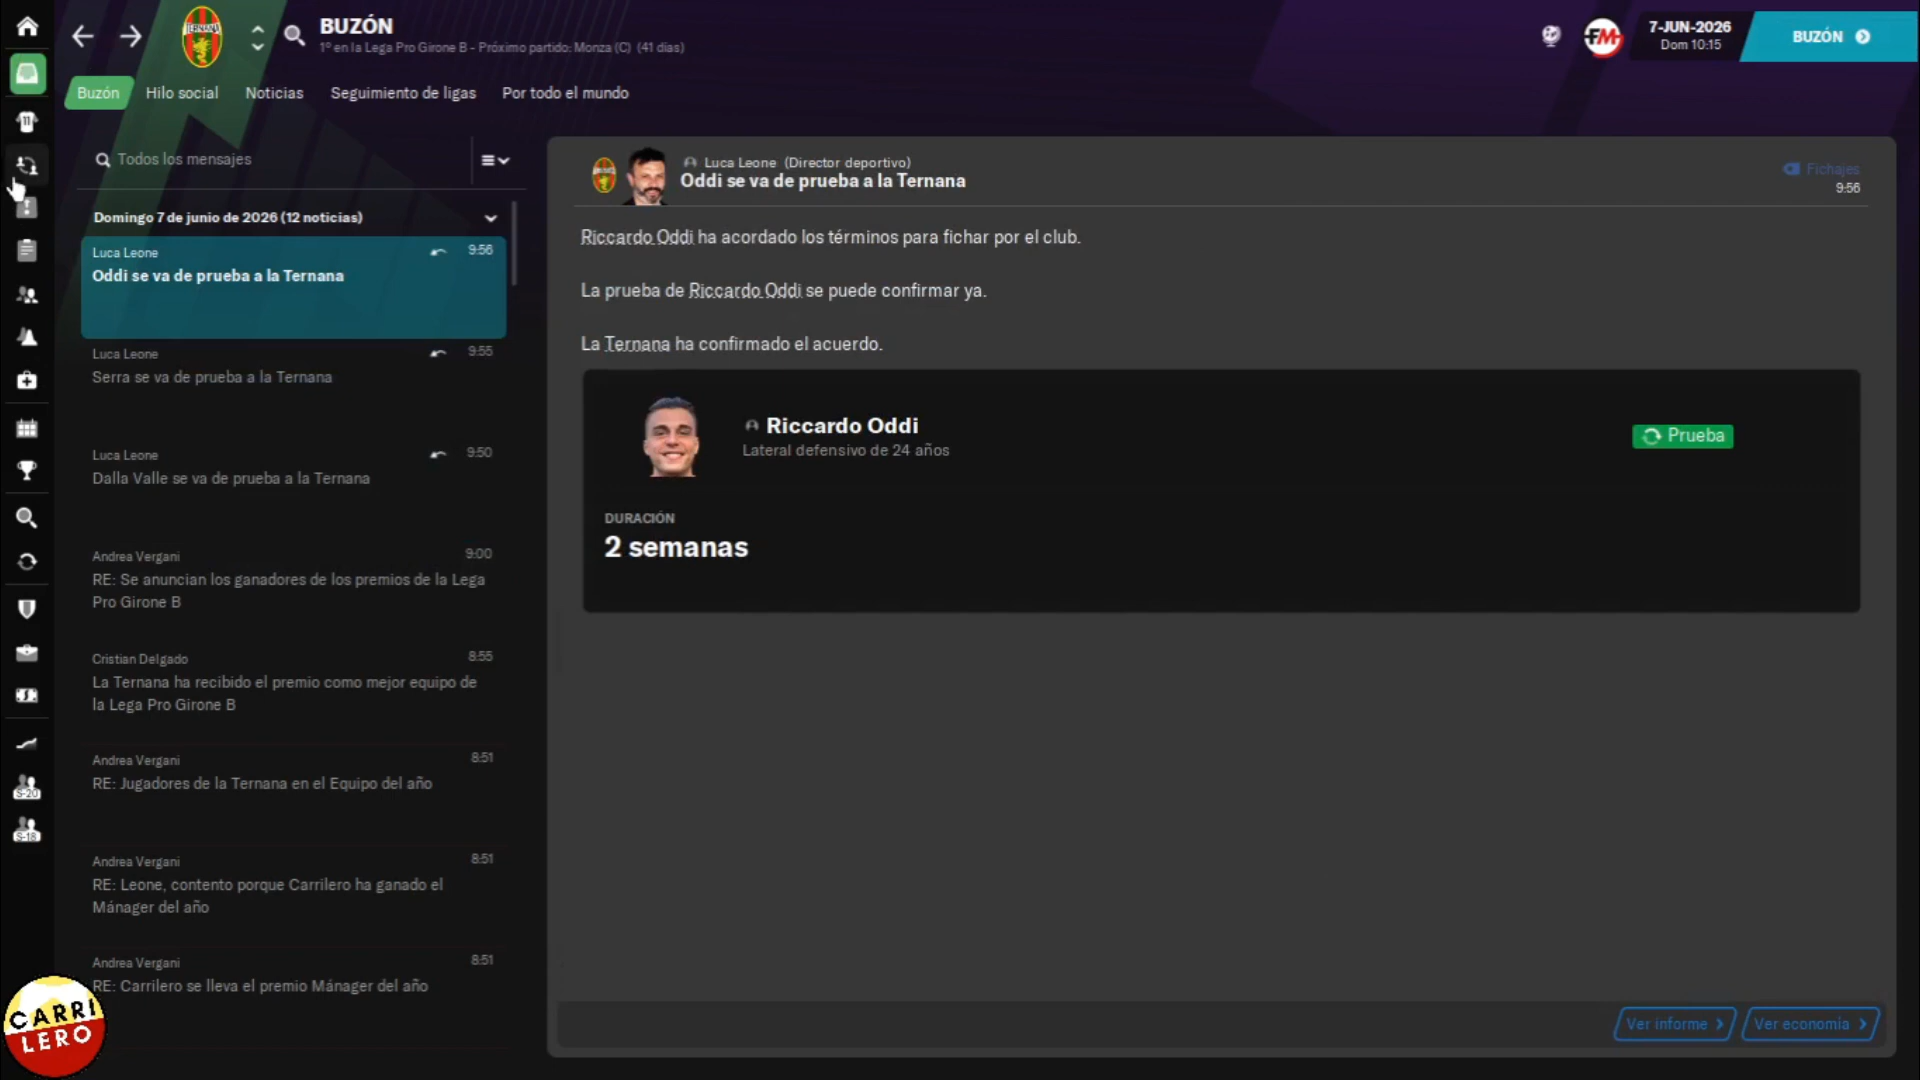 BUZÓN
1º en la Lega Pro Girone B - Próximo partido: Monza (C) (41 días)
7-JUN-2026
Dom 10:15
BUZÓN
Buzón
Hilo social
Noticias
Seguimiento de ligas
Por todo el mundo
Todos los mensajes
Domingo 7 de junio de 2026 (12 noticias)
Luca Leone
9:56
Oddi se va de prueba a la Ternana
Luca Leone
9:55
Serra se va de prueba a la Ternana
Luca Leone
9:50
Dalla Valle se va de prueba a la Ternana
Andrea Vergani
9:00
RE: Se anuncian los ganadores de los premios de la Lega
Pro Girone B
Cristian Delgado
8:55
La Ternana ha recibido el premio como mejor equipo de
la Lega Pro Girone B
Andrea Vergani
8:51
RE: Jugadores de la Ternana en el Equipo del año
Andrea Vergani
8:51
RE: Leone, contento porque Carrilero ha ganado el
Mánager del año
Andrea Vergani
8:51
RE: Carrilero se lleva el premio Mánager del año
Luca Leone (Director deportivo)
Oddi se va de prueba a la Ternana
Fichajes
9:56
Riccardo Oddi ha acordado los términos para fichar por el club.
La prueba de Riccardo Oddi se puede confirmar ya.
La Ternana ha confirmado el acuerdo.
Riccardo Oddi
Lateral defensivo de 24 años
Prueba
DURACIÓN
2 semanas
Ver informe
Ver economía
S-20
S-18
CARRI
LERO
TERNANA
FM
11